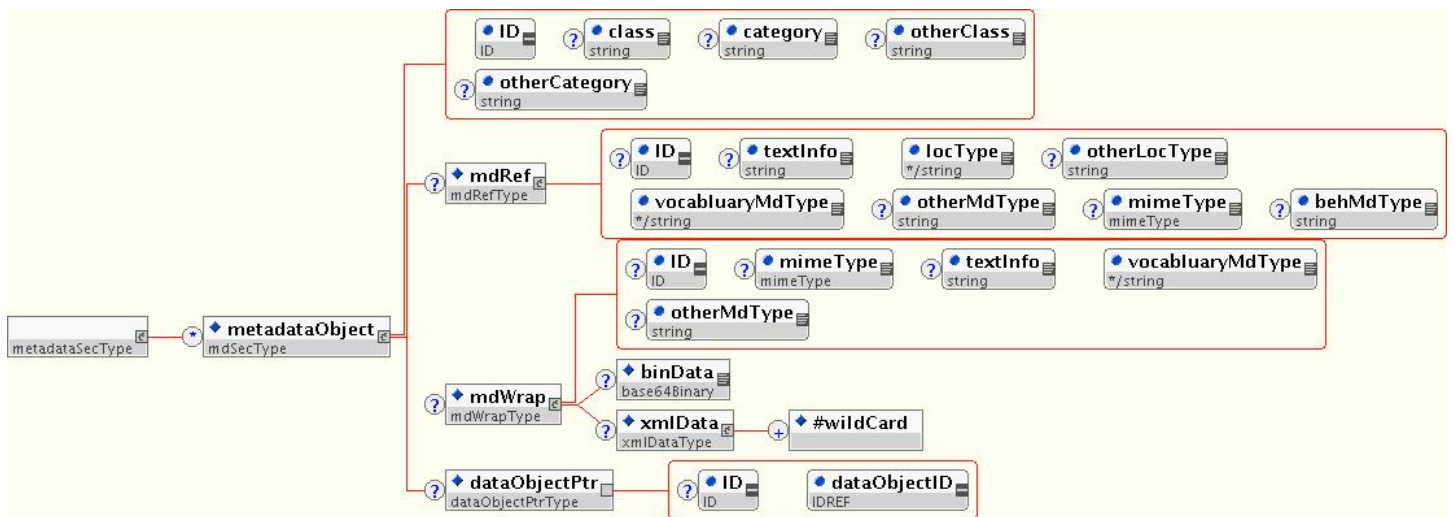 ID class category otherClass
ID string string string
otherCategory
string
? ? ?
?
mdRef
mdRefType
?
ID textInfo locType otherLocType
ID string */string string
? ? ?
vocabluaryMdType otherMdType mimeType behMdType
*/string string mimeType string
? ? ?
ID mimeType textInfo vocabluaryMdType
ID mimeType string */string
? ? ?
otherMdType
string
?
metadataSecType
*
metadataObject
mdSecType
mdWrap
mdWrapType
?
binData
base64Binary
?
xmlData
xmlDataType
?
+
#wildCard
dataObjectPtr
dataObjectPtrType
?
ID dataObjectID
ID IDREF
?